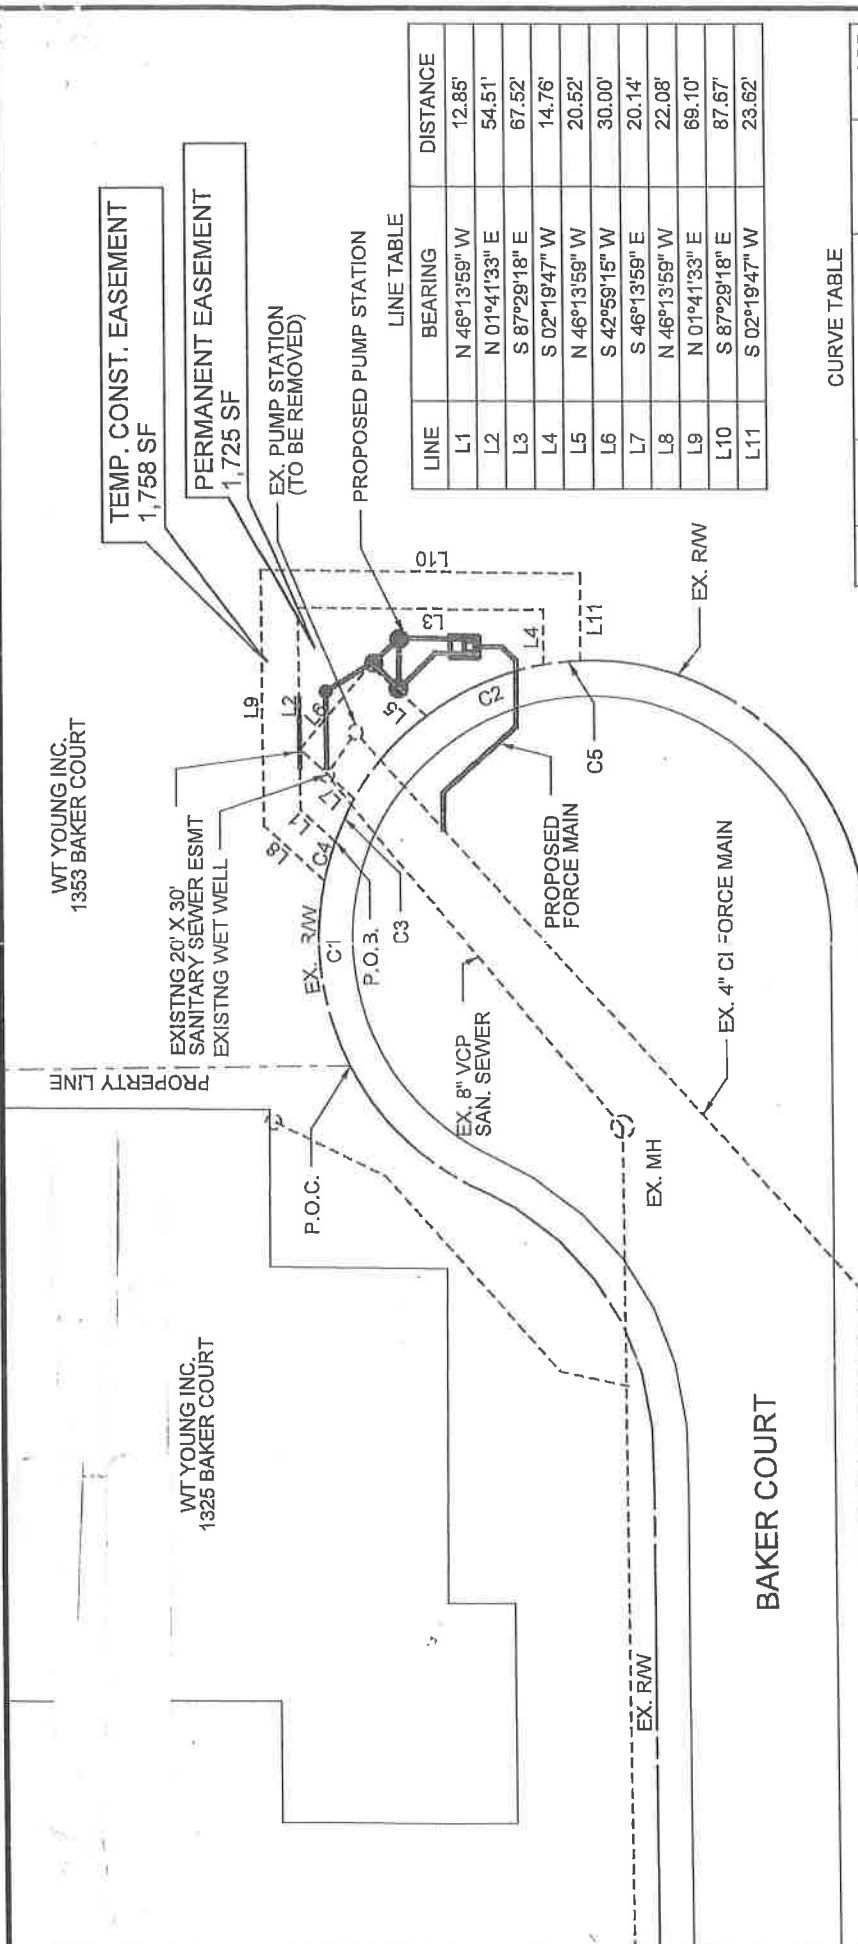 TEMP. CONST. EASEMENT
1,758 SF
PERMANENT EASEMENT
1,725 SF
EX. PUMP STATION
(TO BE REMOVED)
PROPOSED PUMP STATION
WT YOUNG INC.
1353 BAKER COURT
EXISTNG 20' X 30'
SANITARY SEWER ESMT
EXISTNG WET WELL
PROPERTY LINE
WT YOUNG INC.
1325 BAKER COURT
L9
L2
L6
L10
L3
L4
L11
L5
L7
L1
L8
C4
C2
C5
C1
C3
EX. R/W
P.O.B.
P.O.C.
PROPOSED
FORCE MAIN
EX. R/W
EX. 8" VCP
SAN. SEWER
EX. MH
EX. 4" CI FORCE MAIN
EX. R/W
BAKER COURT
LINE TABLE
LINE BEARING DISTANCE
L1 N 46°13'59" W 12.85'
L2 N 01°41'33" E 54.51'
L3 S 87°29'18" E 67.52'
L4 S 02°19'47" W 14.76'
L5 N 46°13'59" W 20.52'
L6 S 42°59'15" W 30.00'
L7 S 46°13'59" E 20.14'
L8 N 46°13'59" W 22.08'
L9 N 01°41'33" E 69.10'
L10 S 87°29'18" E 87.67'
L11 S 02°19'47" W 23.62'
CURVE TABLE